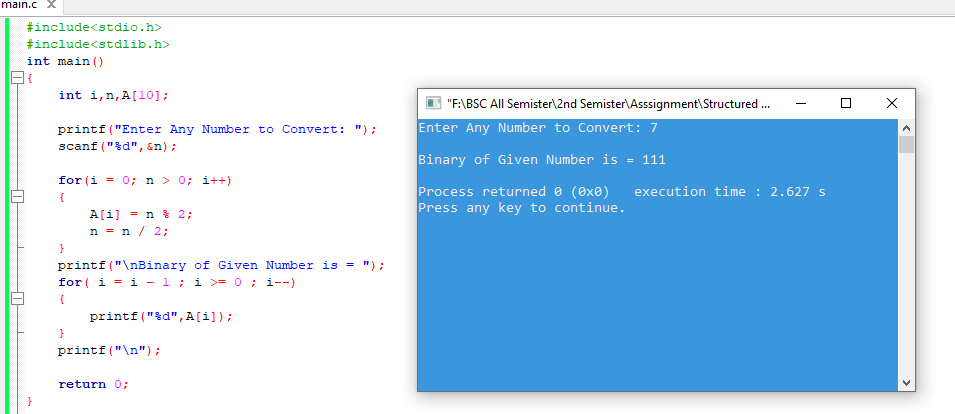 main.c X
#include<stdio.h>
#include<stdlib.h>
int main()
{
    int i,n,A[10];

    printf("Enter Any Number to Convert: ");
    scanf("%d",&n);

    for(i = 0; n > 0; i++)
    {
        A[i] = n % 2;
        n = n / 2;
    }
    printf("\nBinary of Given Number is = ");
    for( i = i - 1 ; i >= 0 ; i--)
    {
        printf("%d",A[i]);
    }
    printf("\n");

    return 0;
}
"F:\BSC All Semister\2nd Semister\Asssignment\Structured ...
Enter Any Number to Convert: 7

Binary of Given Number is = 111

Process returned 0 (0x0)   execution time : 2.627 s
Press any key to continue.